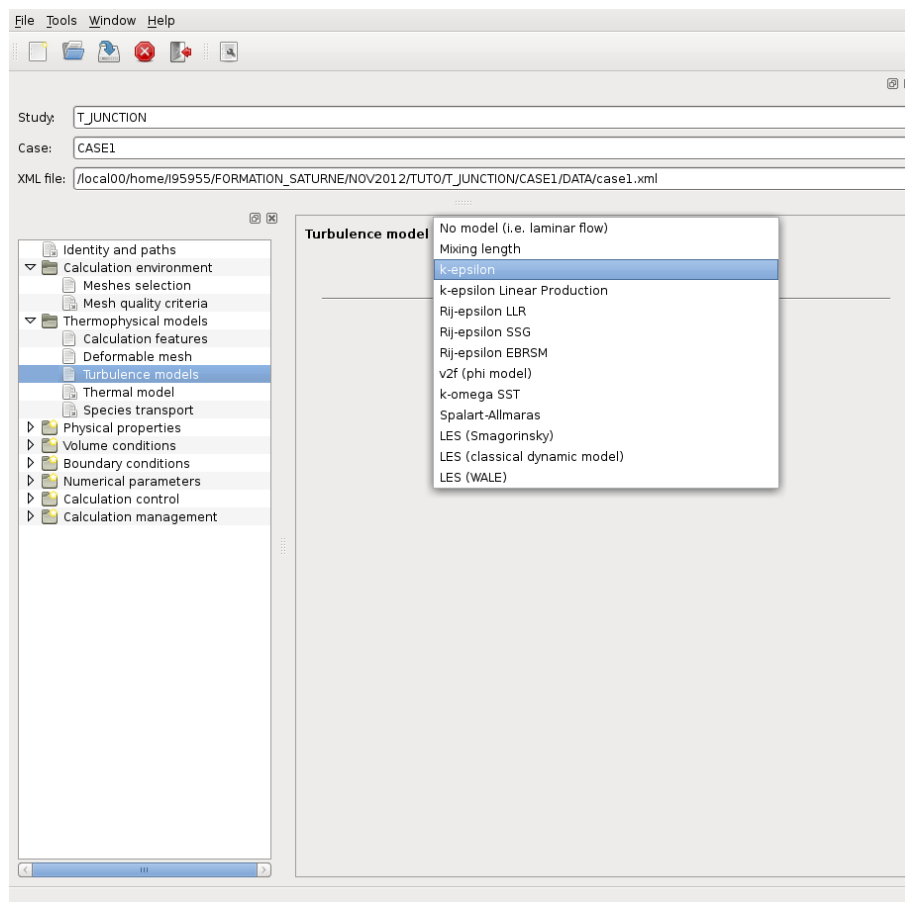 File Tools Window Help
Study: T_JUNCTION
Case: CASE1
XML file: /local00/home/I95955/FORMATION_SATURNE/NOV2012/TUTO/T_JUNCTION/CASE1/DATA/case1.xml
Identity and paths
Calculation environment
Meshes selection
Mesh quality criteria
Thermophysical models
Calculation features
Deformable mesh
Turbulence models
Thermal model
Species transport
Physical properties
Volume conditions
Boundary conditions
Numerical parameters
Calculation control
Calculation management
Turbulence model
No model (i.e. laminar flow)
Mixing length
k-epsilon
k-epsilon Linear Production
Rij-epsilon LLR
Rij-epsilon SSG
Rij-epsilon EBRSM
v2f (phi model)
k-omega SST
Spalart-Allmaras
LES (Smagorinsky)
LES (classical dynamic model)
LES (WALE)